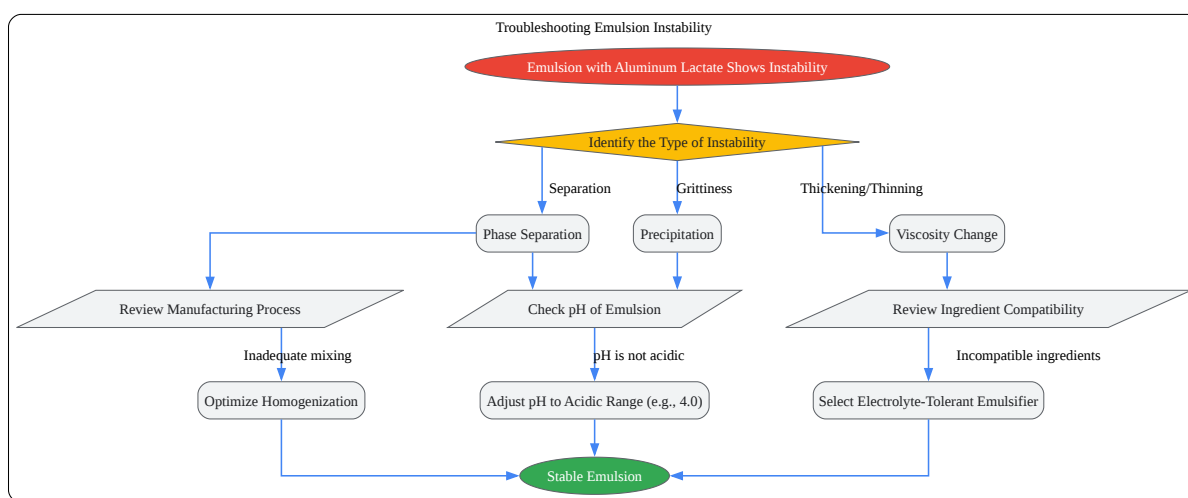 Troubleshooting Emulsion Instability
Emulsion with Aluminum Lactate Shows Instability
Identify the Type of Instability
Separation
Grittiness
Thickening/Thinning
Phase Separation
Precipitation
Viscosity Change
Review Manufacturing Process
Check pH of Emulsion
Review Ingredient Compatibility
Inadequate mixing
pH is not acidic
Incompatible ingredients
Optimize Homogenization
Adjust pH to Acidic Range (e.g., 4.0)
Select Electrolyte-Tolerant Emulsifier
Stable Emulsion